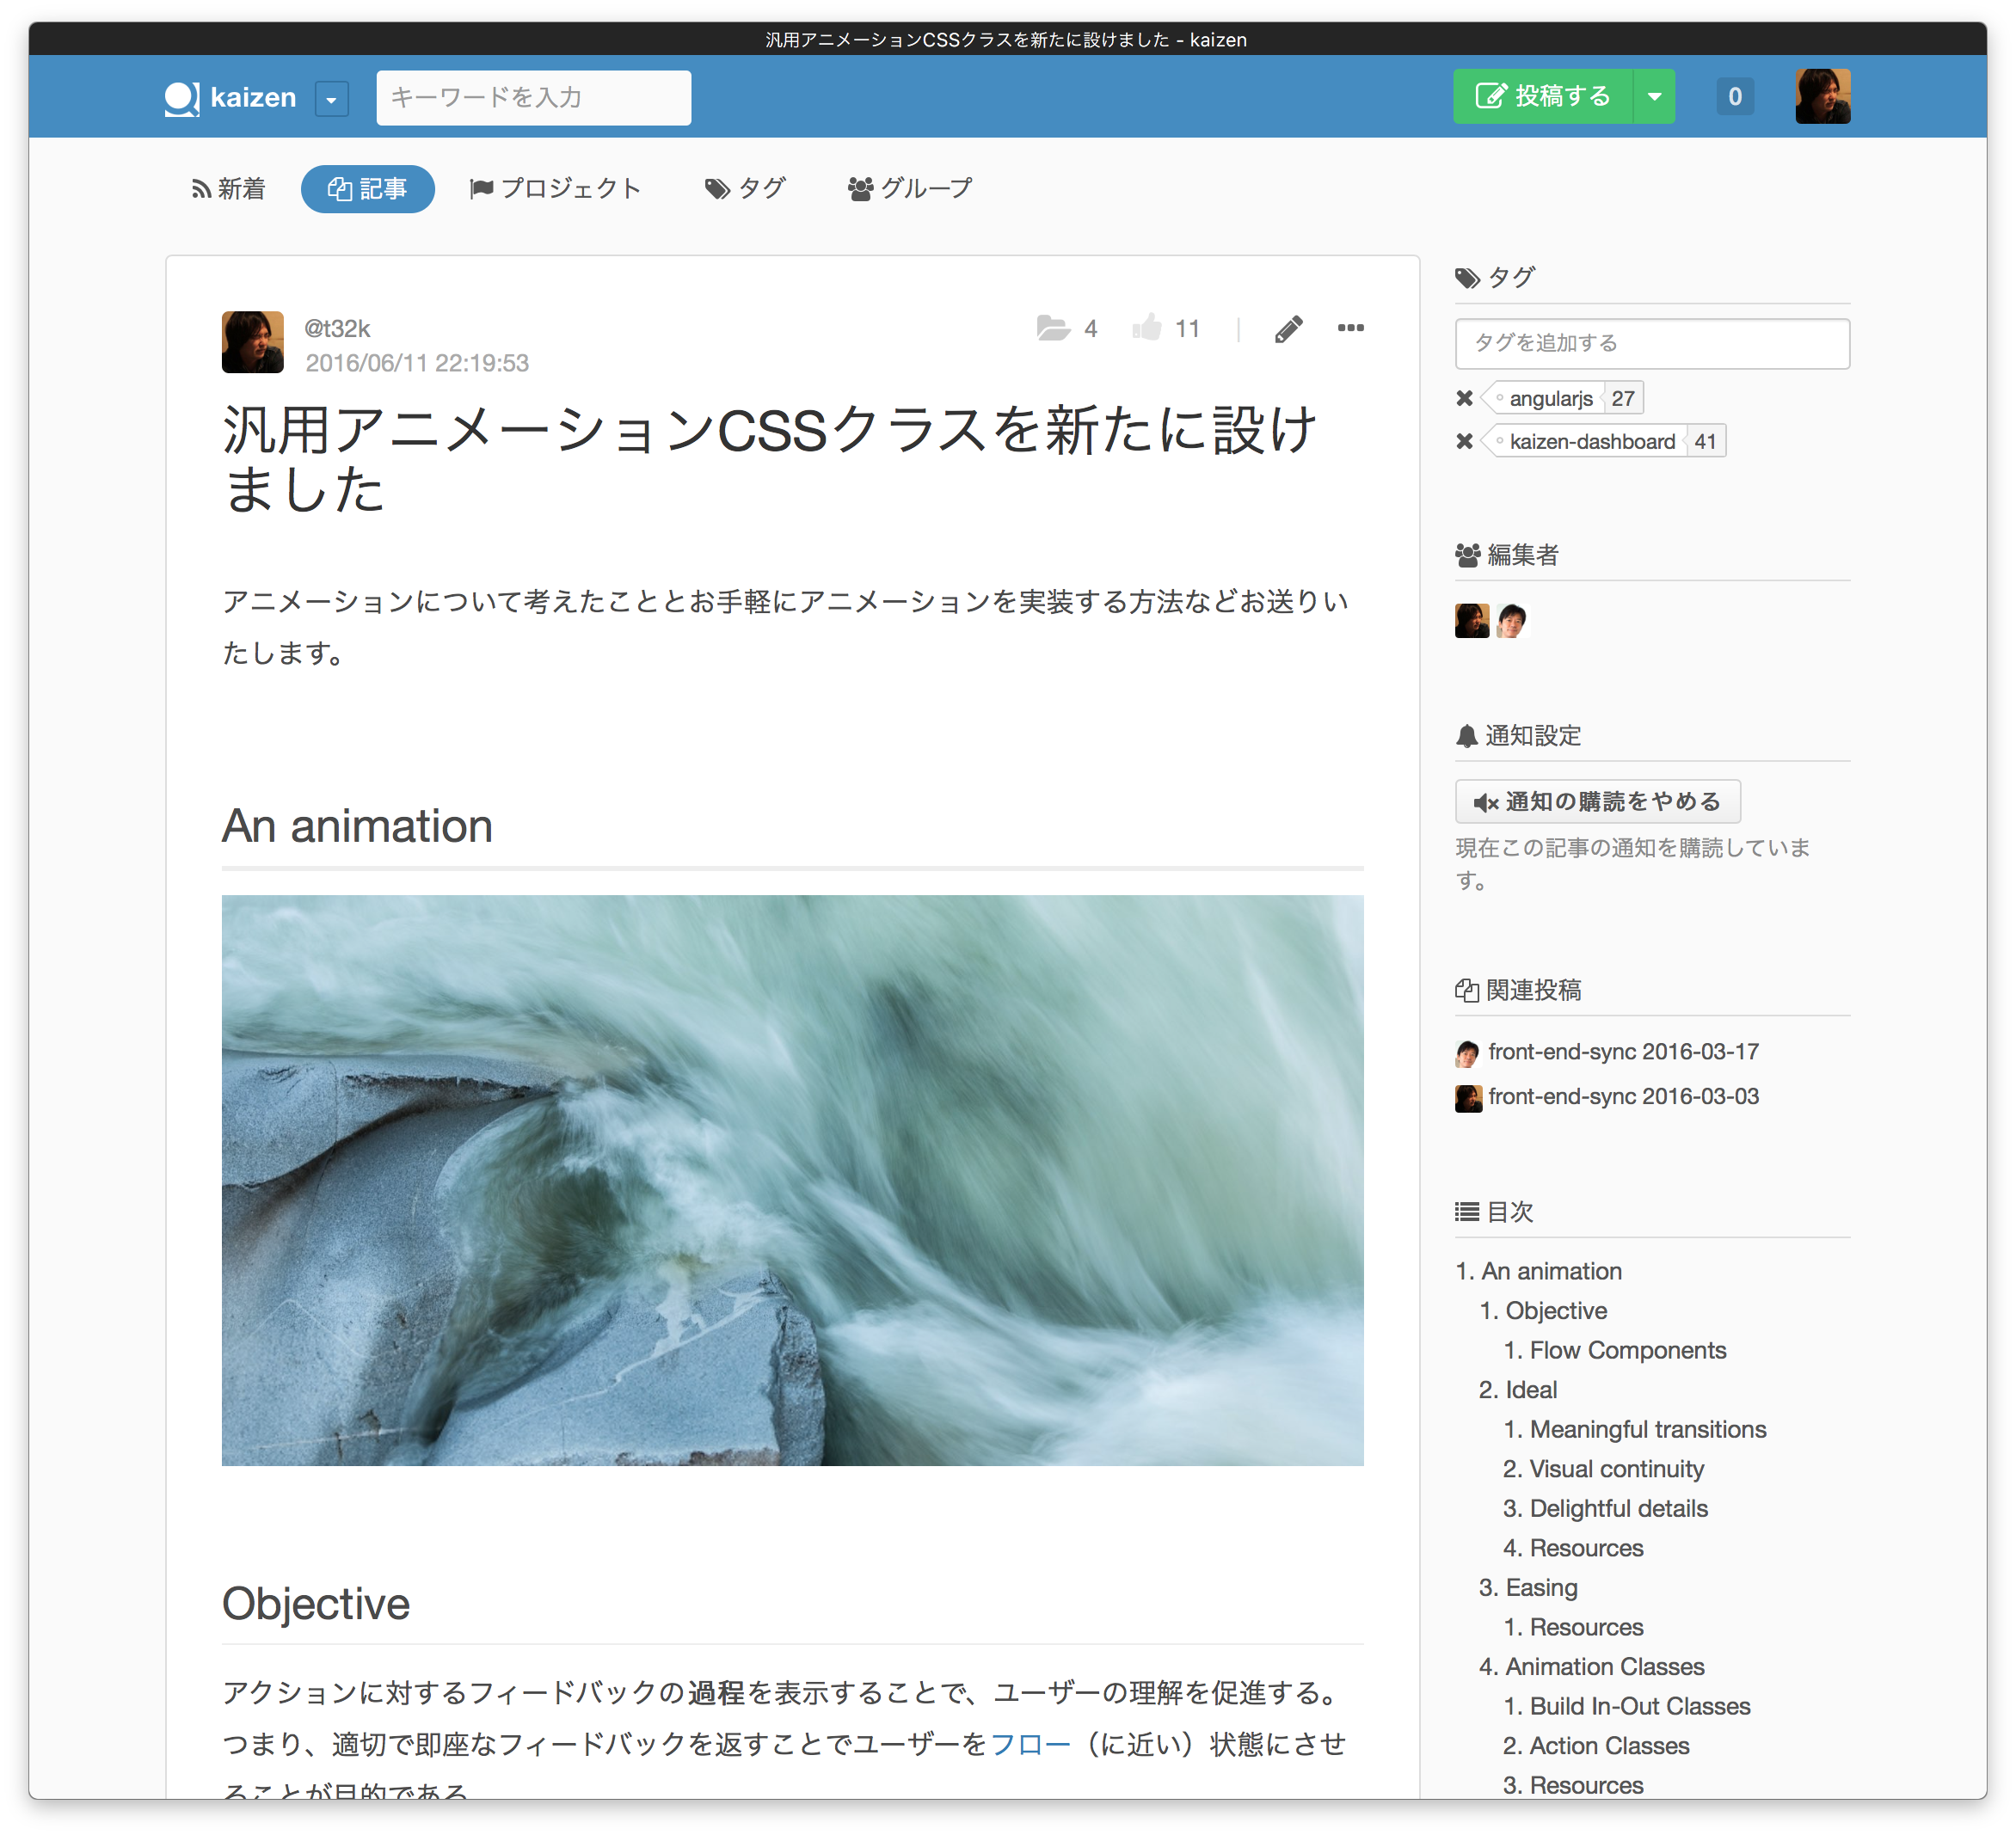 汎用アニメーションCSSクラスを新たに設けました - kaizen
kaizen
キーワードを入力
投稿する
0
新着
記事
プロジェクト
タグ
グループ
@t32k
2016/06/11 22:19:53
4
11
汎用アニメーションCSSクラスを新たに設け
ました
アニメーションについて考えたこととお手軽にアニメーションを実装する方法などお送りい
たします。
An animation
Objective
アクションに対するフィードバックの過程を表示することで、ユーザーの理解を促進する。
つまり、適切で即座なフィードバックを返すことでユーザーをフロー（に近い）状態にさせ
ることが目的である
タグ
タグを追加する
angularjs 27
kaizen-dashboard 41
編集者
通知設定
通知の購読をやめる
現在この記事の通知を購読していま
す。
関連投稿
front-end-sync 2016-03-17
front-end-sync 2016-03-03
目次
1. An animation
1. Objective
1. Flow Components
2. Ideal
1. Meaningful transitions
2. Visual continuity
3. Delightful details
4. Resources
3. Easing
1. Resources
4. Animation Classes
1. Build In-Out Classes
2. Action Classes
3. Resources